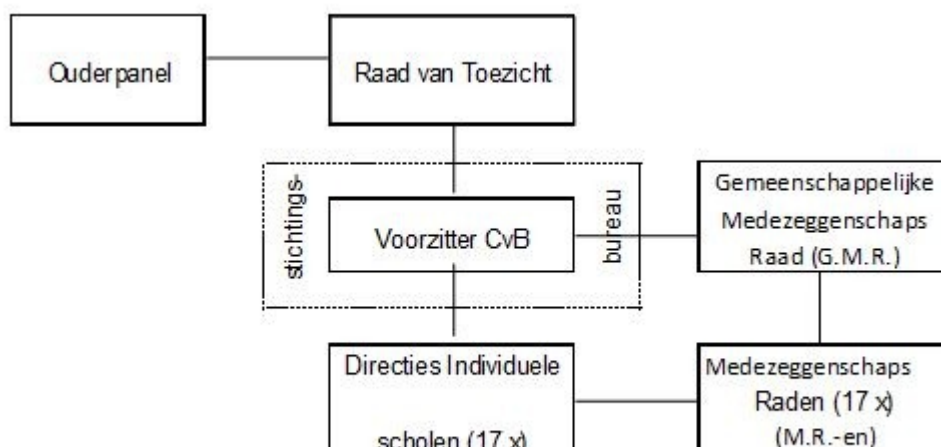 Ouderpanel
Raad van Toezicht
stichtings-
Voorzitter CvB
bureau
Gemeenschappelijke
Medezeggenschaps
Raad (G.M.R.)
Directies Individuele
scholen (17 x)
Medezeggenschaps
Raden (17 x)
(M.R.-en)